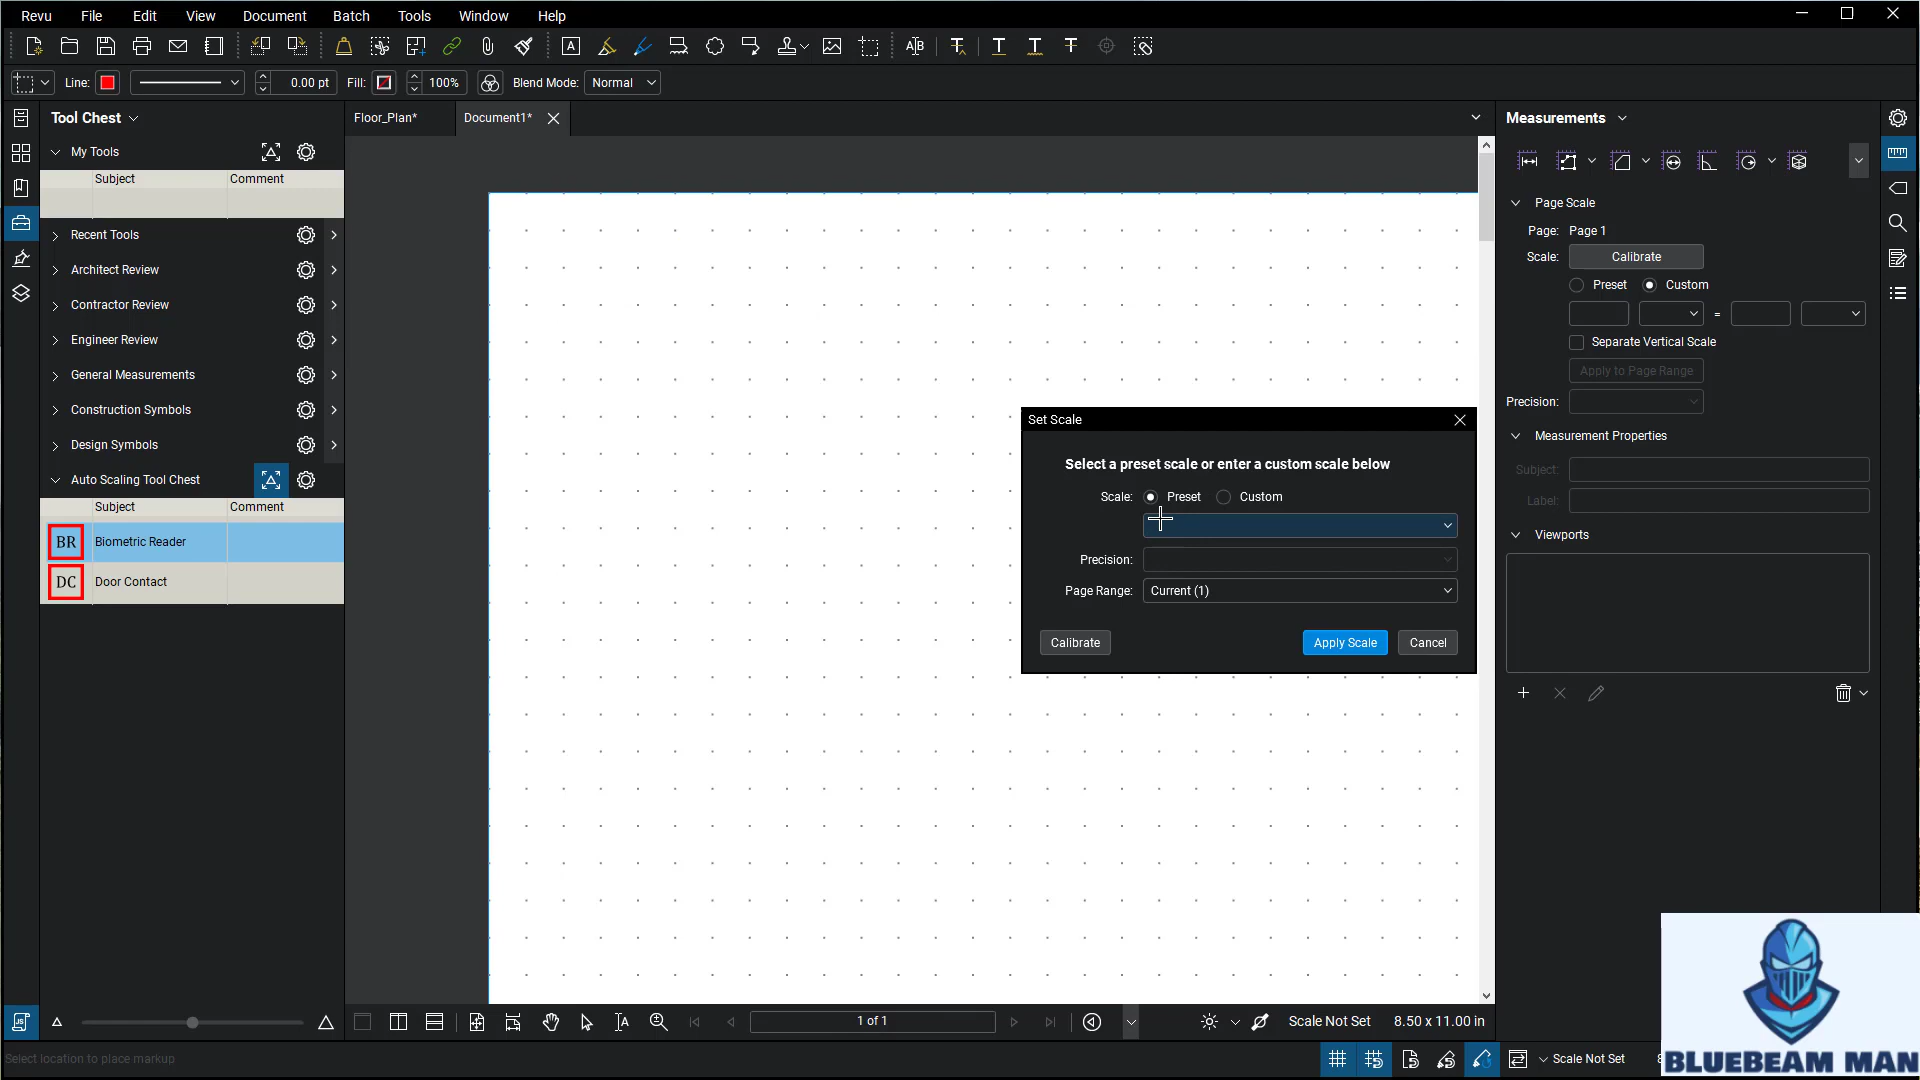 Revu File Edit View Document Batch Tools Window Help
Line: 0.00 pt Fill: 100% Blend Mode: Normal
Tool Chest
My Tools
Subject Comment
Recent Tools
Architect Review
Contractor Review
Engineer Review
General Measurements
Construction Symbols
Design Symbols
Auto Scaling Tool Chest
Subject Comment
BR Biometric Reader
DC Door Contact
Floor_Plan* Document1*
Set Scale
Select a preset scale or enter a custom scale below
Scale: Preset Custom
Precision:
Page Range: Current (1)
Calibrate Apply Scale Cancel
Measurements
Page Scale
Page: Page 1
Scale: Calibrate
Preset Custom
=
Separate Vertical Scale
Apply to Page Range
Precision:
Measurement Properties
Subject:
Label:
Viewports
JS
1 of 1
Scale Not Set 8.50 x 11.00 in
Select location to place markup
Scale Not Set
BLUEBEAM MAN